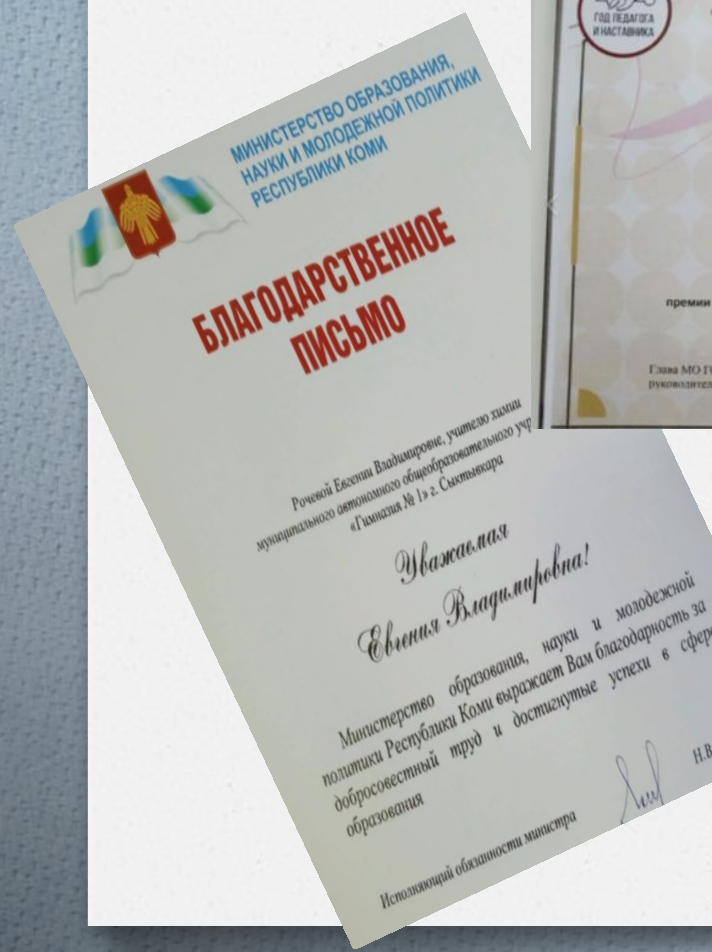 МИНИСТЕРСТВО ОБРАЗОВАНИЯ,
НАУКИ И МОЛОДЕЖНОЙ ПОЛИТИКИ
РЕСПУБЛИКИ КОМИ
БЛАГОДАРСТВЕННОЕ
ПИСЬМО
Рочевой Евгении Владимировне, учителю химии
муниципального автономного общеобразовательного учр
«Гимназия № 1» г. Сыктывкара
Уважаемая
Евгения Владимировна!
Министерство образования, науки и молодежной
политики Республики Коми выражает Вам благодарность за
добросовестный труд и достигнутые успехи в сфере
образования
Исполняющий обязанности министра
Н.В
ГОД ПЕДАГОГА
И НАСТАВНИКА
премии
Глава МО Г
руководител